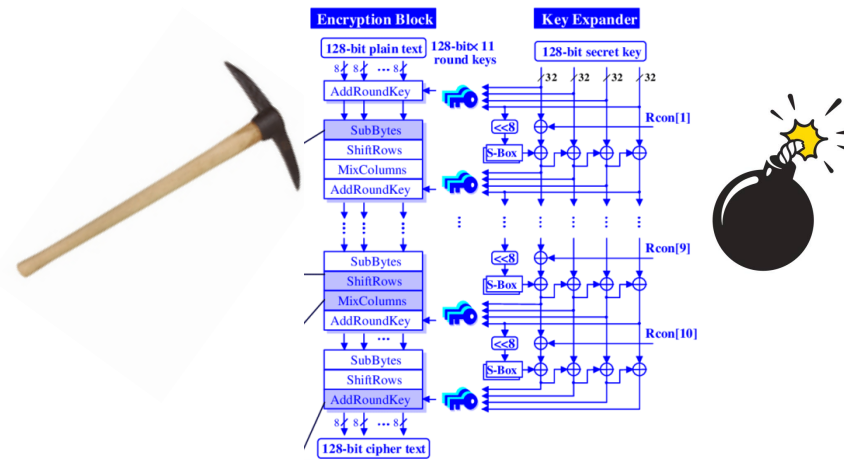 Encryption Block
Key Expander
128-bit plain text
128-bit× 11
round keys
128-bit secret key
8 8 ... 8
32 32 32 32
AddRoundKey
Rcon[1]
<<8
SubBytes
ShiftRows
S-Box
MixColumns
AddRoundKey
... ... ... ... ... ... ...
Rcon[9]
SubBytes
<<8
ShiftRows
S-Box
MixColumns
AddRoundKey
Rcon[10]
...
<<8
SubBytes
S-Box
ShiftRows
AddRoundKey
8 8 ... 8
128-bit cipher text